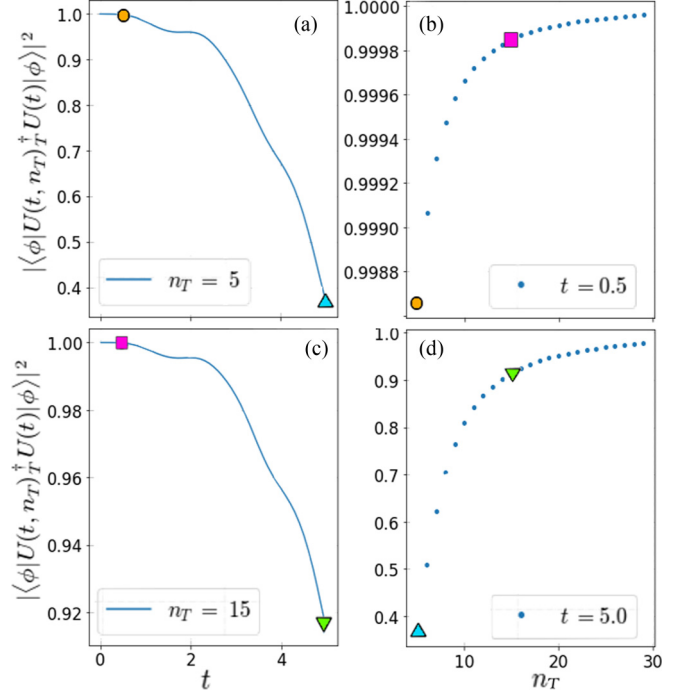 (a)
|⟨ϕ|U(t, n_T)†_T U(t)|ϕ⟩|²
1.0
0.9
0.8
0.7
0.6
0.5
0.4
n_T = 5
(b)
1.0000
0.9998
0.9996
0.9994
0.9992
0.9990
0.9988
t = 0.5
(c)
|⟨ϕ|U(t, n_T)†_T U(t)|ϕ⟩|²
1.00
0.98
0.96
0.94
0.92
n_T = 15
0 2 4
t
(d)
1.0
0.9
0.8
0.7
0.6
0.5
0.4
t = 5.0
10 20 30
n_T